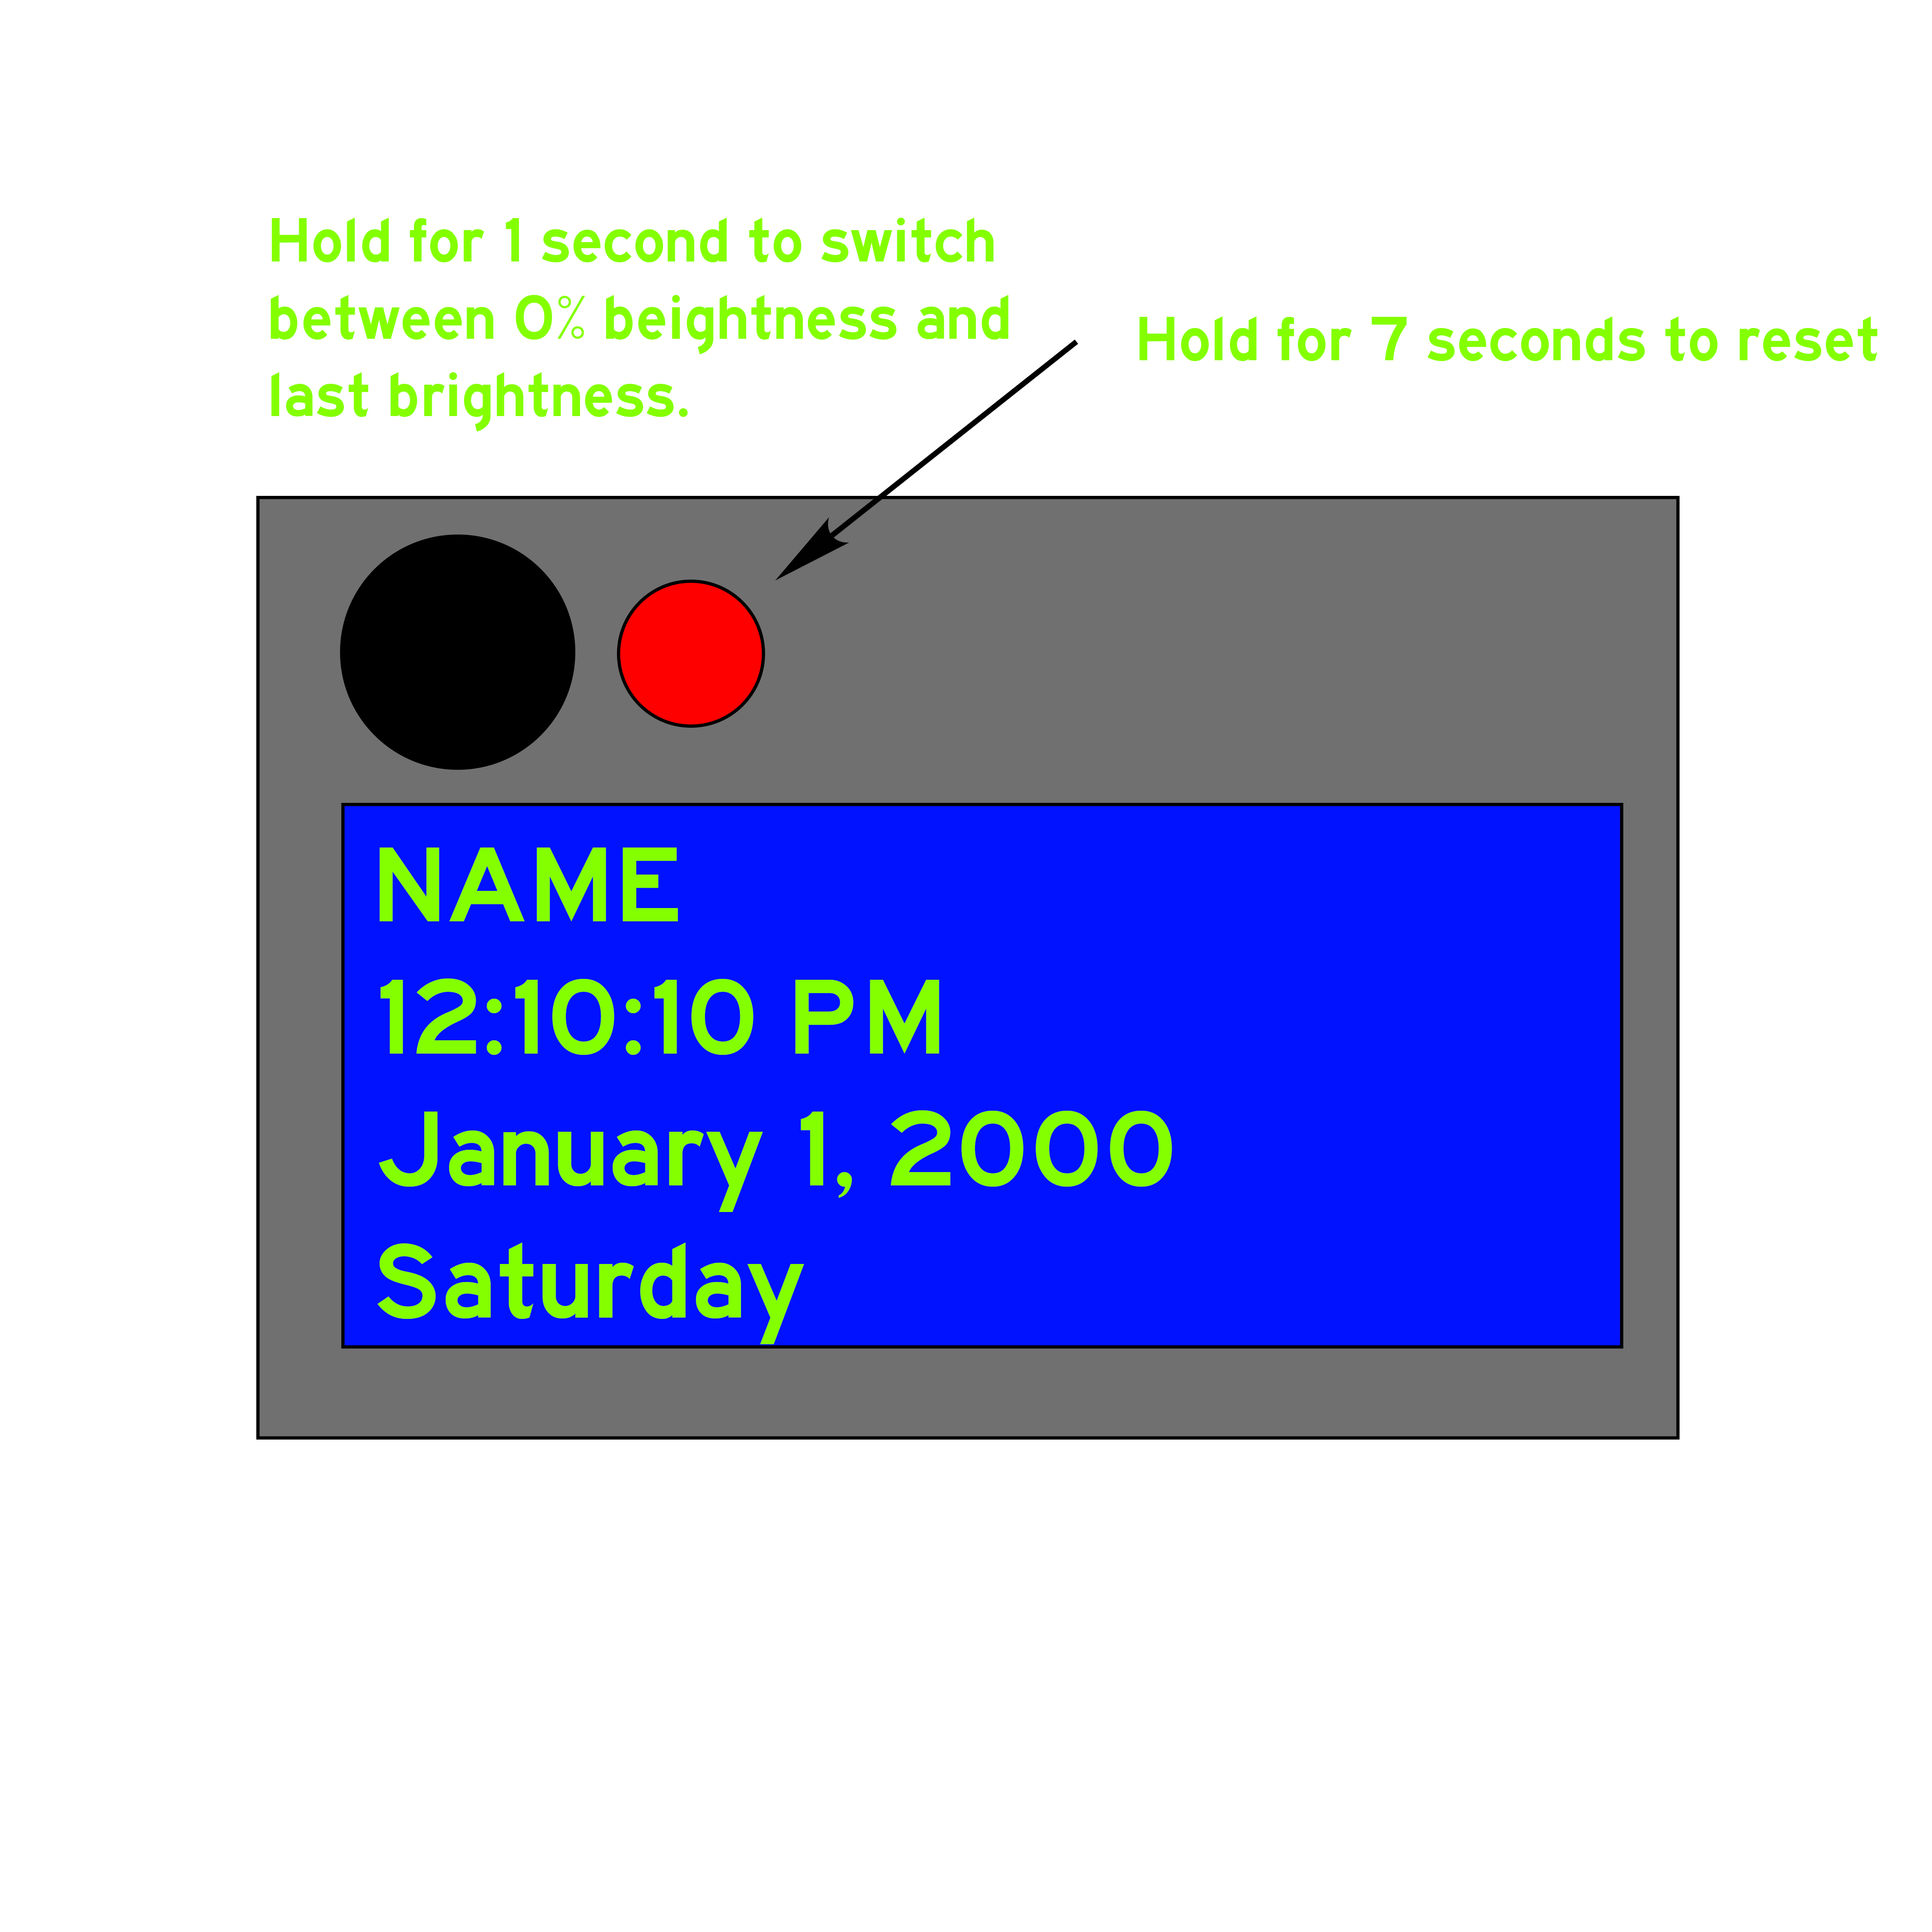 Hold for 1 second to switch
between 0% beightness and
last brightness.
Hold for 7 seconds to reset
NAME
12:10:10 PM
January 1, 2000
Saturday